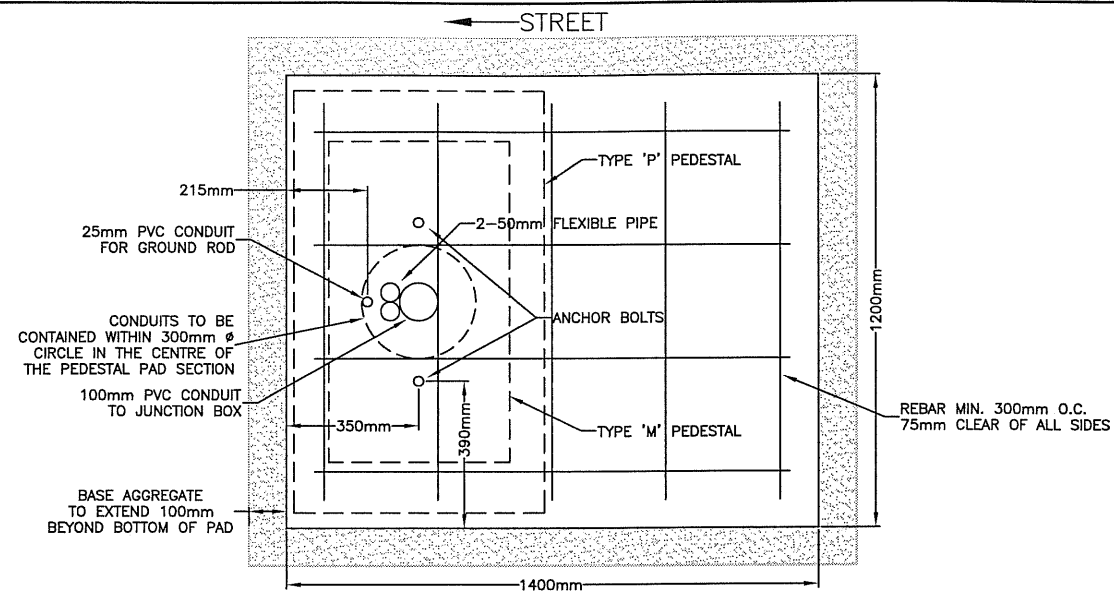 STREET
TYPE 'P' PEDESTAL
215mm
2-50mm FLEXIBLE PIPE
25mm PVC CONDUIT
FOR GROUND ROD
1200mm
ANCHOR BOLTS
CONDUITS TO BE
CONTAINED WITHIN 300mm ø
CIRCLE IN THE CENTRE OF
THE PEDESTAL PAD SECTION
100mm PVC CONDUIT
TO JUNCTION BOX
350mm
390mm
TYPE 'M' PEDESTAL
REBAR MIN. 300mm O.C.
75mm CLEAR OF ALL SIDES
BASE AGGREGATE
TO EXTEND 100mm
BEYOND BOTTOM OF PAD
1400mm